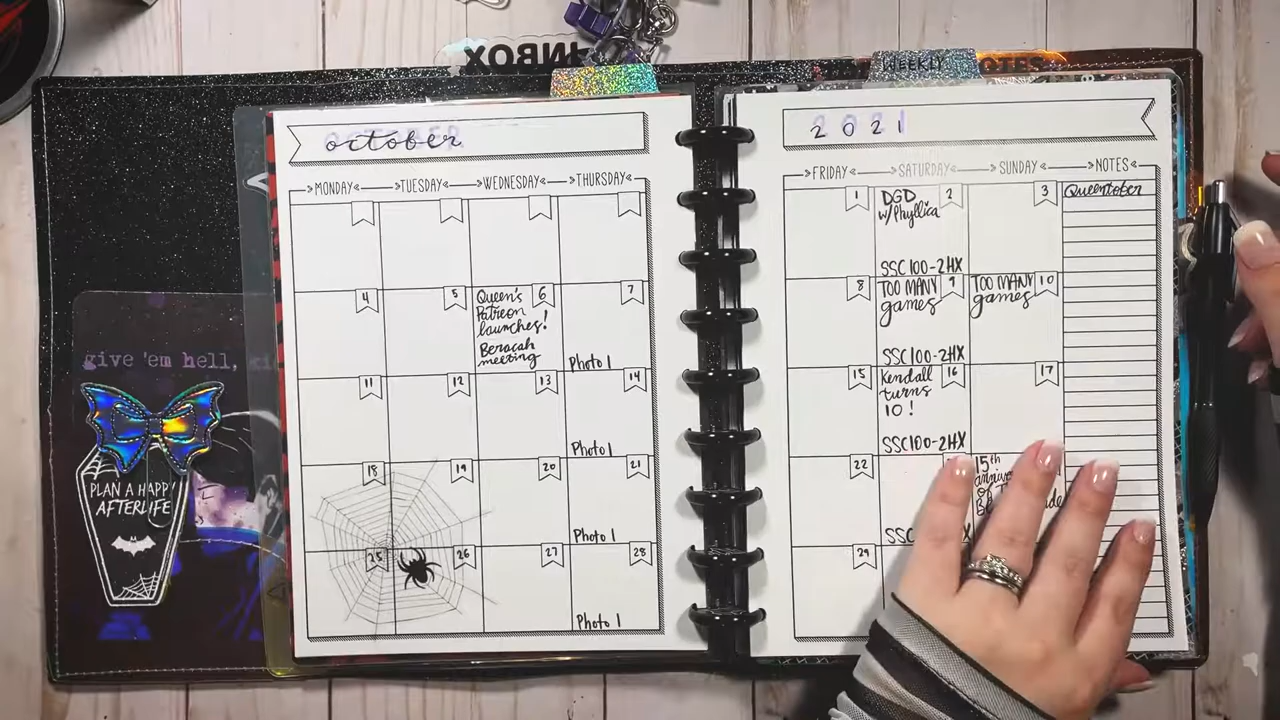 INBOX
WEEKLY
NOTES
give 'em hell,
PLAN A HAPPY
AFTERLIFE
october
MONDAY TUESDAY WEDNESDAY THURSDAY
4 5 6 7
Queen's
Patreon
launches!
Beracah
meeting
Photo 1
11 12 13 14
Photo 1
18 19 20 21
Photo 1
25 26 27 28
Photo 1
2021
FRIDAY SATURDAY SUNDAY NOTES
1 2 3
DGD
w/Phyllica
SSC100-2HX
Queentober
8 9 10
TOO MANY
games
SSC100-2HX
TOO MANY
games
15 16 17
Kendall
turns
10!
SSC100-2HX
22
SSC
15th
of
29